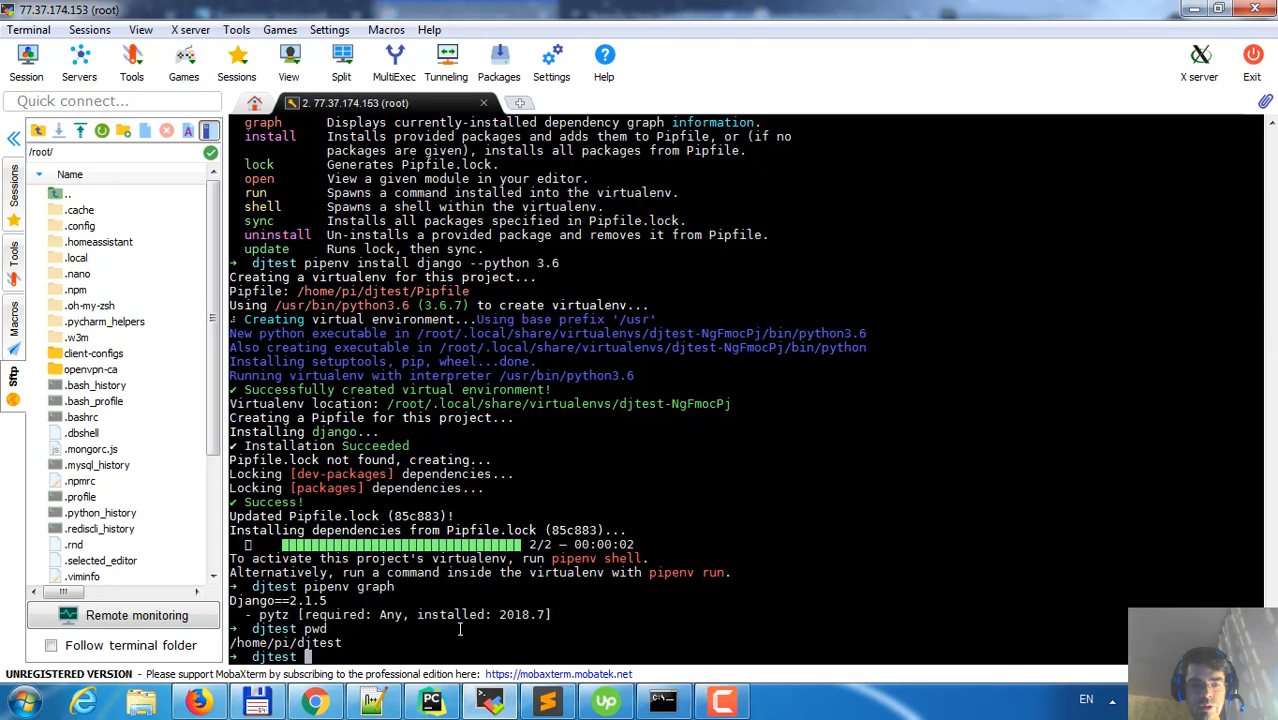 77.37.174.153 (root)
Terminal Sessions View X server Tools Games Settings Macros Help
Session Servers Tools Games Sessions View Split MultiExec Tunneling Packages Settings Help X server Exit
Quick connect...
2. 77.37.174.153 (root)
/root/
Name
..
.cache
.config
.homeassistant
.local
.nano
.npm
.oh-my-zsh
.pycharm_helpers
.w3m
client-configs
openvpn-ca
.bash_history
.bash_profile
.bashrc
.dbshell
.mongorc.js
.mysql_history
.npmrc
.profile
.python_history
.rediscli_history
.rnd
.selected_editor
.viminfo
Remote monitoring
Follow terminal folder
Sessions
Tools
Macros
Sftp
graph Displays currently-installed dependency graph information.
install Installs provided packages and adds them to Pipfile, or (if no
packages are given), installs all packages from Pipfile.
lock Generates Pipfile.lock.
open View a given module in your editor.
run Spawns a command installed into the virtualenv.
shell Spawns a shell within the virtualenv.
sync Installs all packages specified in Pipfile.lock.
uninstall Un-installs a provided package and removes it from Pipfile.
update Runs lock, then sync.
→ djtest pipenv install django --python 3.6
Creating a virtualenv for this project...
Pipfile: /home/pi/djtest/Pipfile
Using /usr/bin/python3.6 (3.6.7) to create virtualenv...
⠼ Creating virtual environment...Using base prefix '/usr'
New python executable in /root/.local/share/virtualenvs/djtest-NgFmocPj/bin/python3.6
Also creating executable in /root/.local/share/virtualenvs/djtest-NgFmocPj/bin/python
Installing setuptools, pip, wheel...done.
Running virtualenv with interpreter /usr/bin/python3.6
✔ Successfully created virtual environment!
Virtualenv location: /root/.local/share/virtualenvs/djtest-NgFmocPj
Creating a Pipfile for this project...
Installing django...
✔ Installation Succeeded
Pipfile.lock not found, creating...
Locking [dev-packages] dependencies...
Locking [packages] dependencies...
✔ Success!
Updated Pipfile.lock (85c883)!
Installing dependencies from Pipfile.lock (85c883)...
2/2 — 00:00:02
To activate this project's virtualenv, run pipenv shell.
Alternatively, run a command inside the virtualenv with pipenv run.
→ djtest pipenv graph
Django==2.1.5
- pytz [required: Any, installed: 2018.7]
→ djtest pwd
/home/pi/djtest
→ djtest
UNREGISTERED VERSION - Please support MobaXterm by subscribing to the professional edition here: https://mobaxterm.mobatek.net
EN